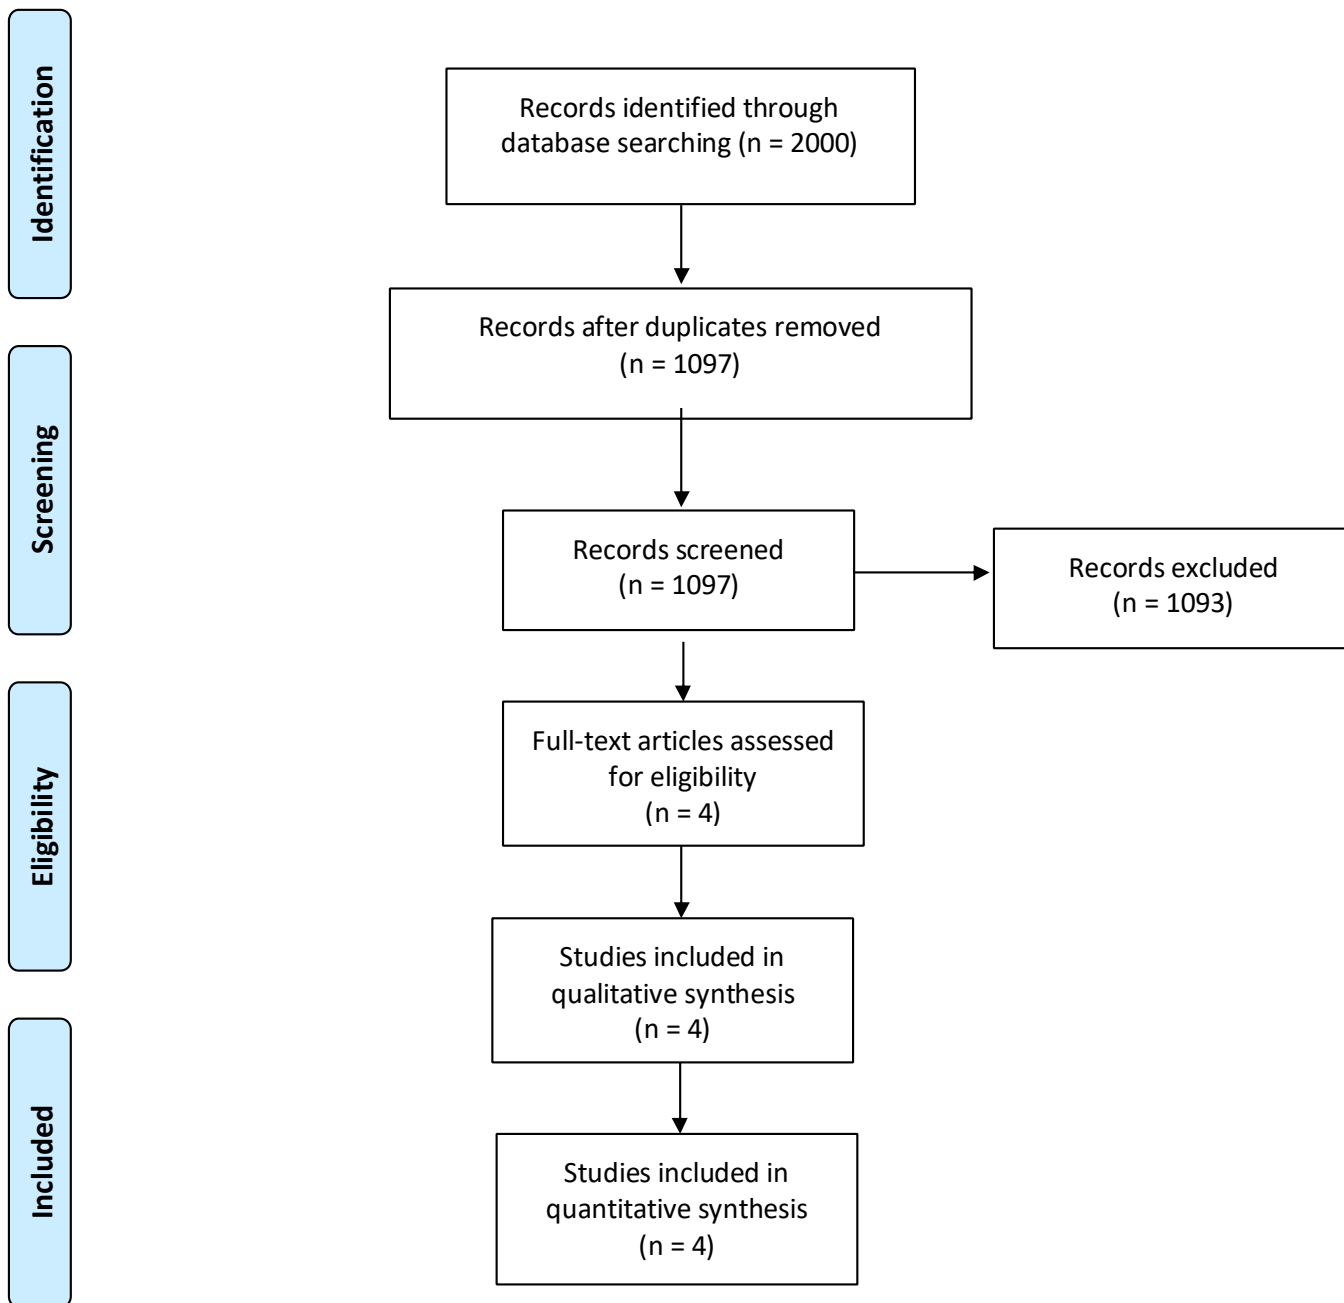 Identification
Records identified through
database searching (n = 2000)
Records after duplicates removed
(n = 1097)
Screening
Records screened
(n = 1097)
Records excluded
(n = 1093)
Eligibility
Full-text articles assessed
for eligibility
(n = 4)
Studies included in
qualitative synthesis
(n = 4)
Included
Studies included in
quantitative synthesis
(n = 4)